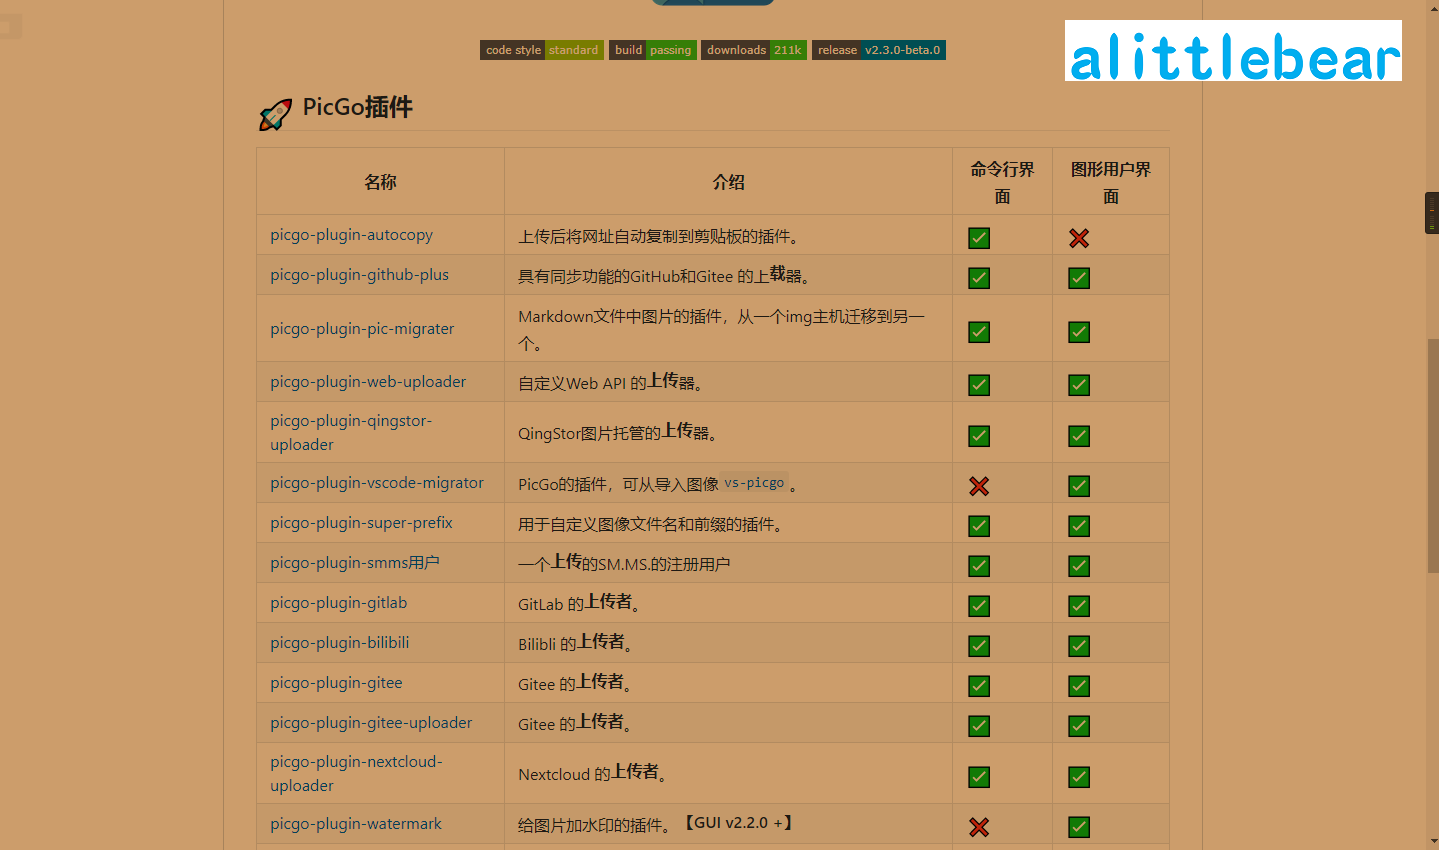 code style standard build passing downloads 211k release v2.3.0-beta.0
alittlebear
PicGo插件
名称 介绍 命令行界面 图形用户界面
picgo-plugin-autocopy 上传后将网址自动复制到剪贴板的插件。
picgo-plugin-github-plus 具有同步功能的GitHub和Gitee 的上载器。
picgo-plugin-pic-migrater Markdown文件中图片的插件，从一个img主机迁移到另一
个。
picgo-plugin-web-uploader 自定义Web API 的上传器。
picgo-plugin-qingstor-
uploader QingStor图片托管的上传器。
picgo-plugin-vscode-migrator PicGo的插件，可从导入图像 vs-picgo 。
picgo-plugin-super-prefix 用于自定义图像文件名和前缀的插件。
picgo-plugin-smms用户 一个上传的SM.MS.的注册用户
picgo-plugin-gitlab GitLab 的上传者。
picgo-plugin-bilibili Bilibli 的上传者。
picgo-plugin-gitee Gitee 的上传者。
picgo-plugin-gitee-uploader Gitee 的上传者。
picgo-plugin-nextcloud-
uploader Nextcloud 的上传者。
picgo-plugin-watermark 给图片加水印的插件。【GUI v2.2.0 +】